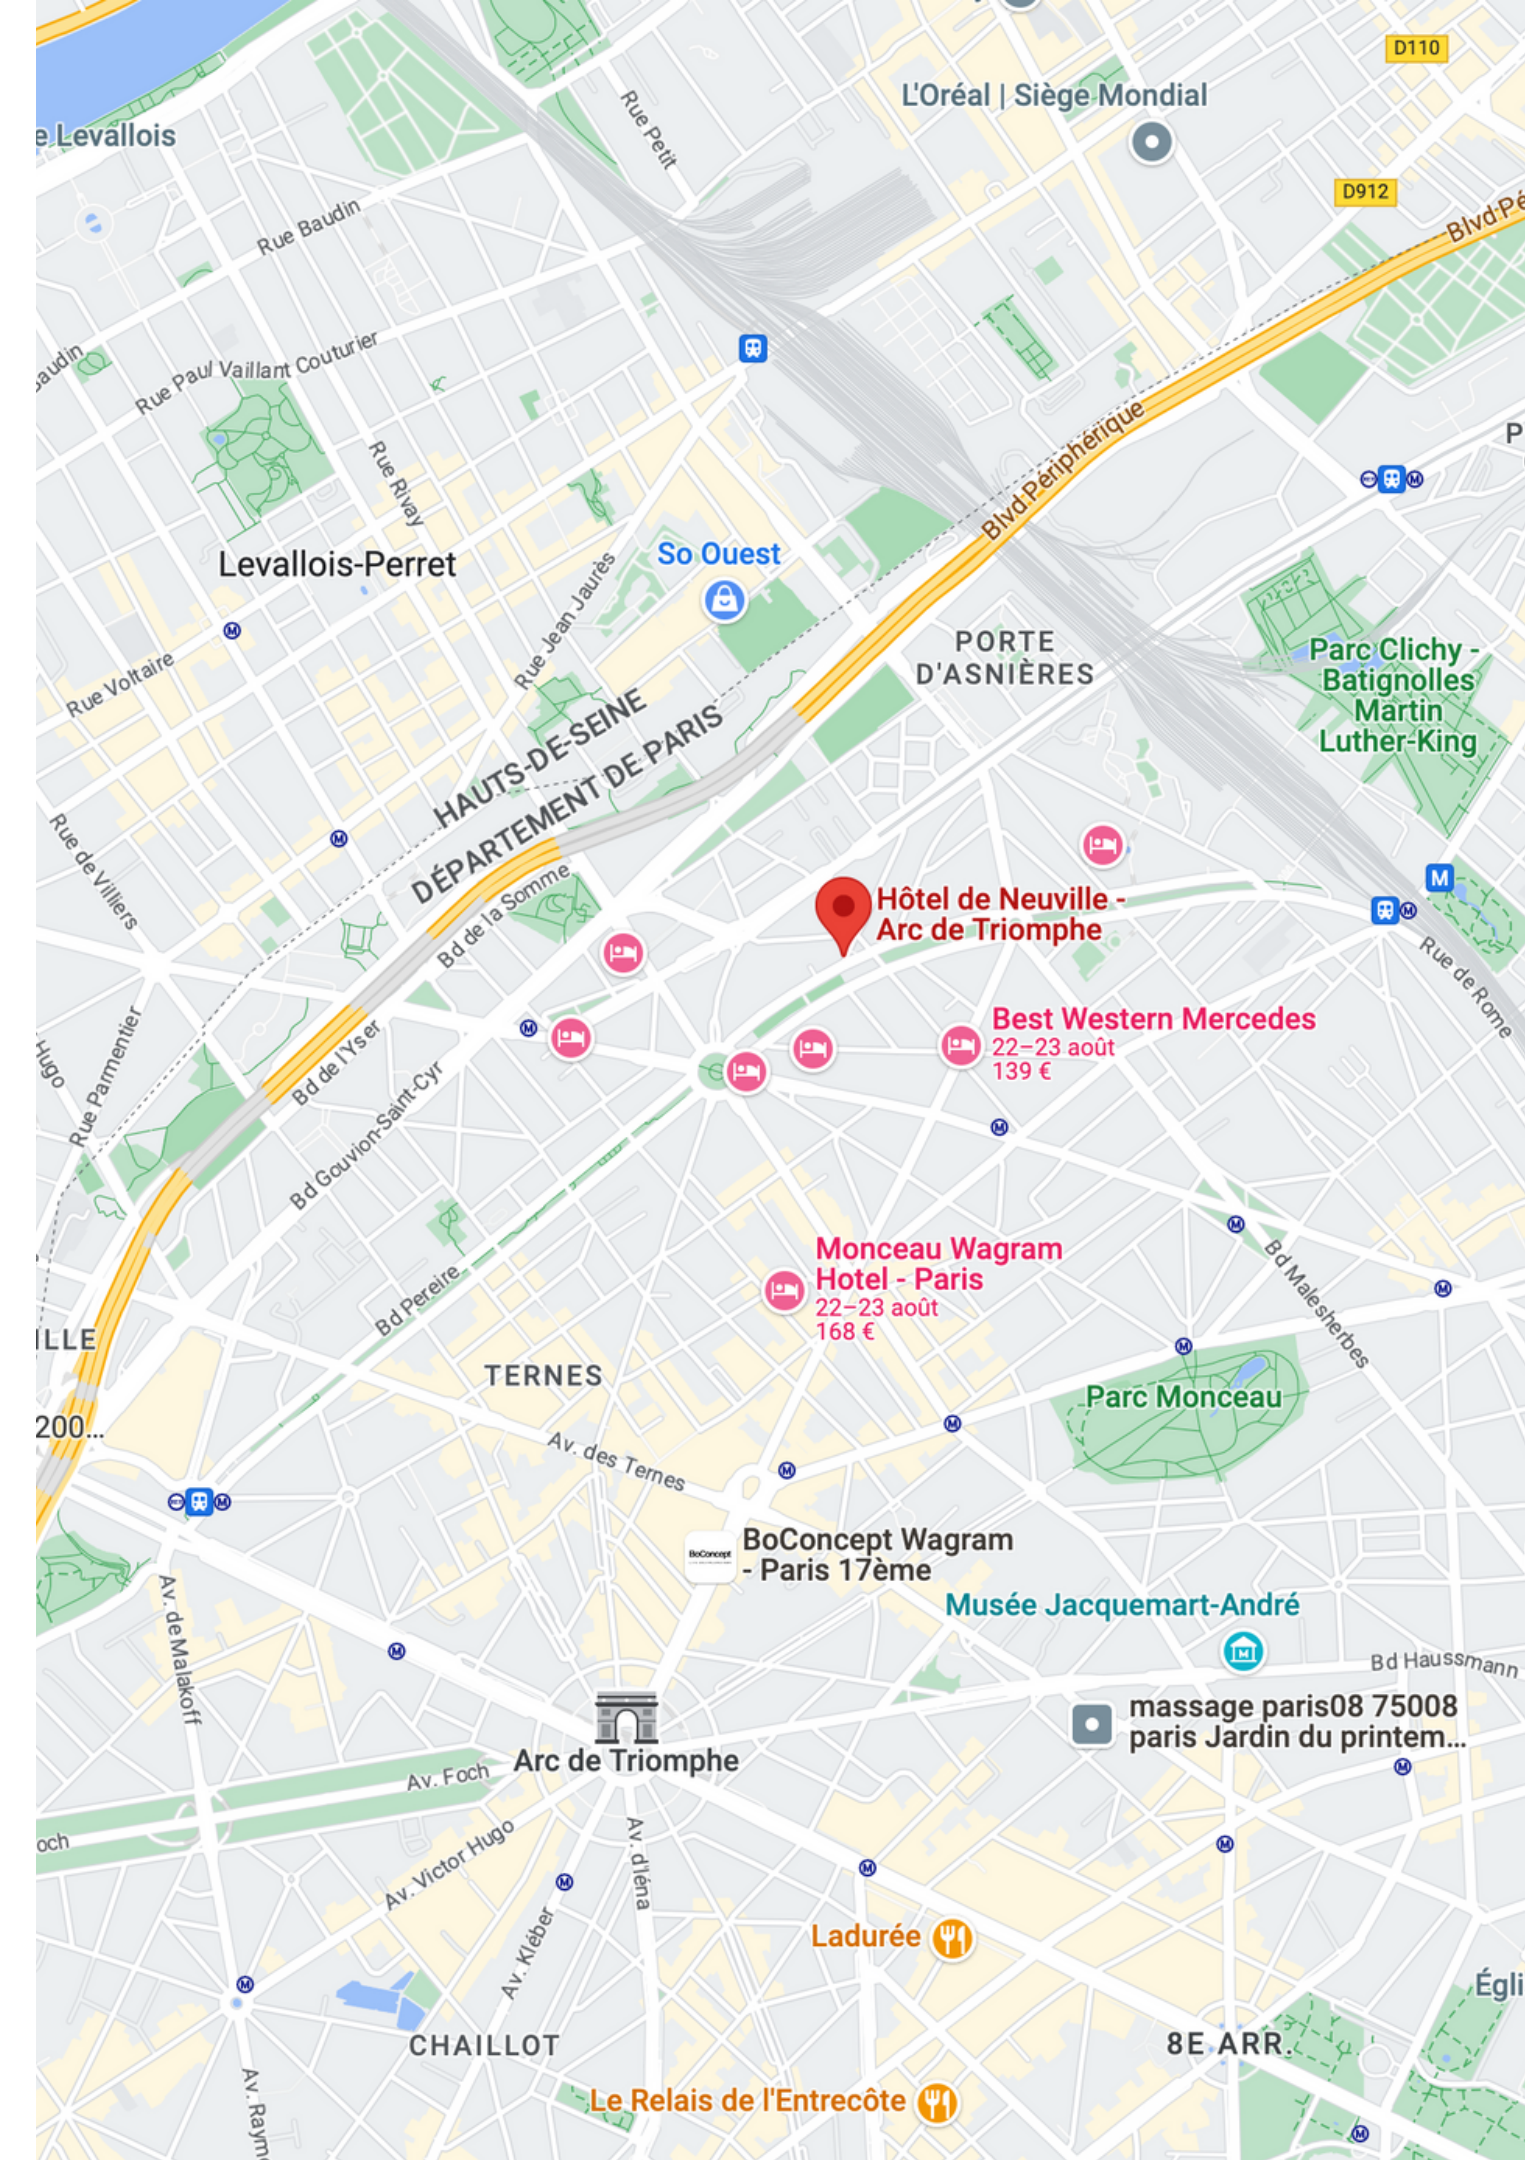 D110
L'Oréal | Siège Mondial
e Levallois
Rue Petit
D912
Blvd Pé
Rue Baudin
Baudin
Rue Paul Vaillant Couturier
Blvd Périphérique
P
Rue Rivay
Levallois-Perret
So Ouest
Rue Jean Jaurès
PORTE
D'ASNIÈRES
Parc Clichy -
Batignolles
Martin
Luther-King
Rue Voltaire
HAUTS-DE-SEINE
DÉPARTEMENT DE PARIS
Rue de Villiers
M
Bd de la Somme
Hôtel de Neuville -
Arc de Triomphe
Rue de Rome
Hugo
Rue Parmentier
Bd de l'Yser
Best Western Mercedes
22–23 août
139 €
Bd Gouvion-Saint-Cyr
Monceau Wagram
Hotel - Paris
22–23 août
168 €
Bd Malesherbes
Bd Pereire
ILLE
TERNES
Parc Monceau
200...
Av. des Ternes
BoConcept
BoConcept Wagram
- Paris 17ème
Av. de Malakoff
Musée Jacquemart-André
Bd Haussmann
massage paris08 75008
paris Jardin du printem...
Arc de Triomphe
Av. Foch
och
Av. Victor Hugo
Av. d'Iéna
Av. Kléber
Ladurée
Égli
CHAILLOT
8E ARR.
Av. Raym
Le Relais de l'Entrecôte